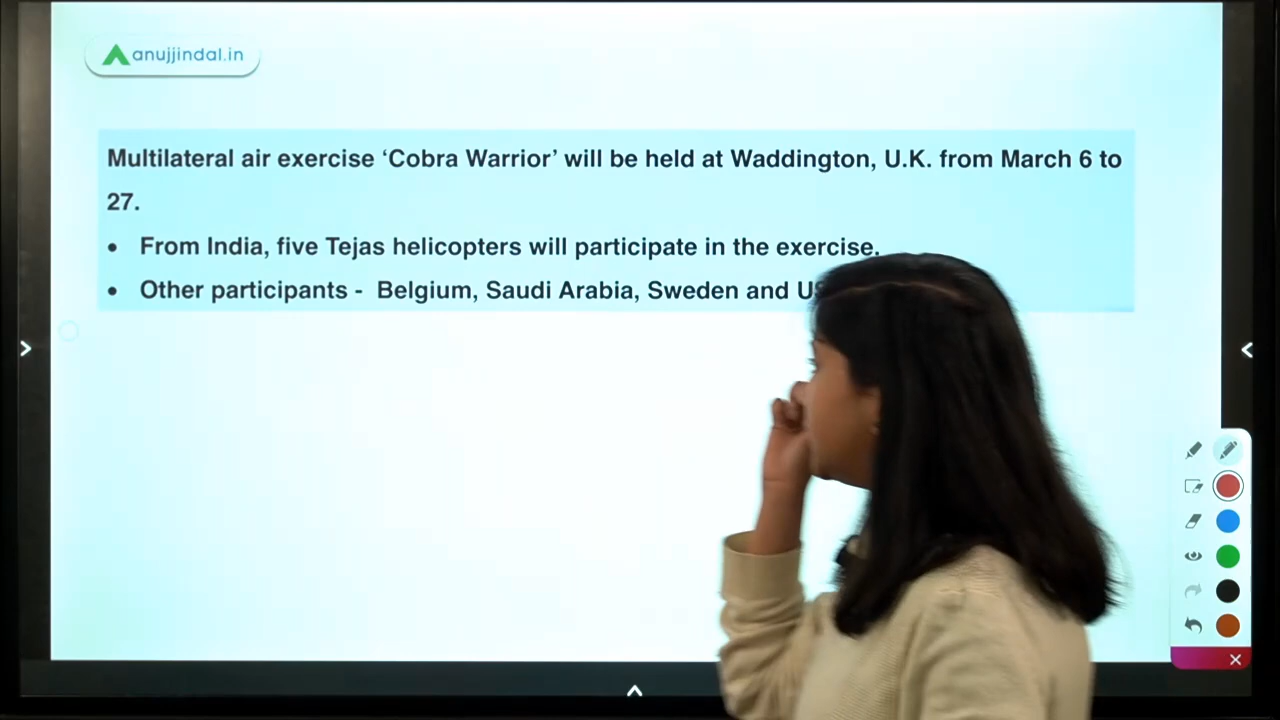 anujjindal.in
Multilateral air exercise ‘Cobra Warrior’ will be held at Waddington, U.K. from March 6 to
27.
• From India, five Tejas helicopters will participate in the exercise.
• Other participants - Belgium, Saudi Arabia, Sweden and